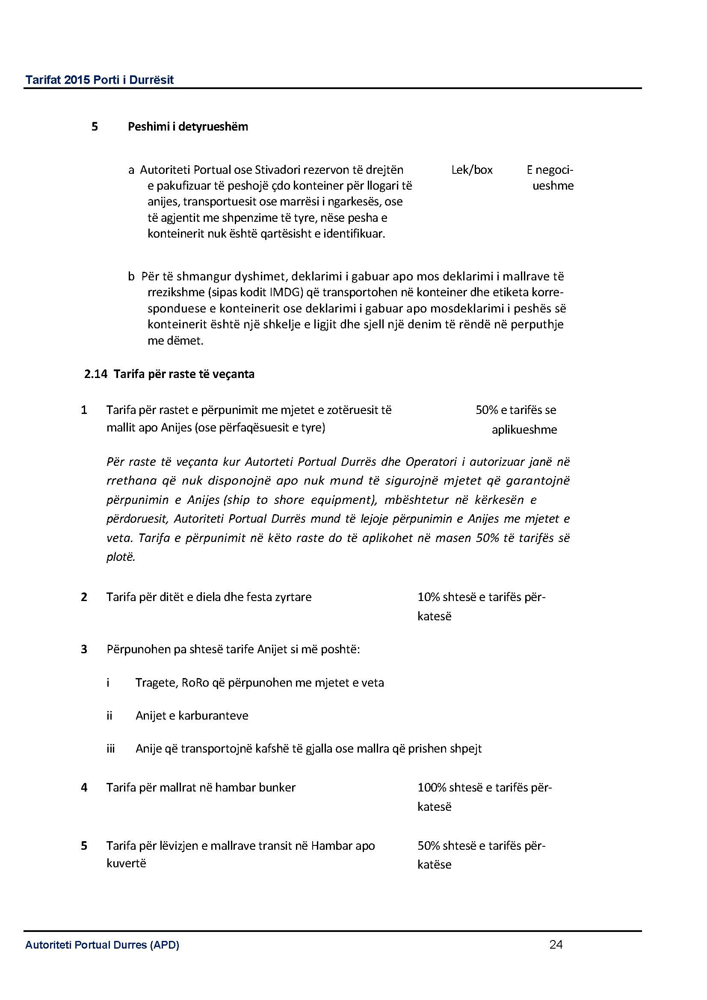 Tarifat 2015 Porti i Durrësit
5 Peshimi i detyrueshëm
a Autoriteti Portual ose Stivadori rezervon të drejtën Lek/box E negoci-
e pakufizuar të peshojë çdo konteiner për llogari të ueshme
anijes, transportuesit ose marrësi i ngarkesës, ose
të agjentit me shpenzime të tyre, nëse pesha e
konteinerit nuk është qartësisht e identifikuar.
b Për të shmangur dyshimet, deklarimi i gabuar apo mos deklarimi i mallrave të
rrezikshme (sipas kodit IMDG) që transportohen në konteiner dhe etiketa korre-
sponduese e konteinerit ose deklarimi i gabuar apo mosdeklarimi i peshës së
konteinerit është një shkelje e ligjit dhe sjell një denim të rëndë në perputhje
me dëmet.
2.14 Tarifa për raste të veçanta
1 Tarifa për rastet e përpunimit me mjetet e zotëruesit të 50% e tarifës se
mallit apo Anijes (ose përfaqësuesit e tyre) aplikueshme
Për raste të veçanta kur Autorteti Portual Durrës dhe Operatori i autorizuar janë në
rrethana që nuk disponojnë apo nuk mund të sigurojnë mjetet që garantojnë
përpunimin e Anijes (ship to shore equipment), mbështetur në kërkesën e
përdoruesit, Autoriteti Portual Durrës mund të lejoje përpunimin e Anijes me mjetet e
veta. Tarifa e përpunimit në këto raste do të aplikohet në masen 50% të tarifës së
plotë.
2 Tarifa për ditët e diela dhe festa zyrtare 10% shtesë e tarifës për-
katesë
3 Përpunohen pa shtesë tarife Anijet si më poshtë:
i Tragete, RoRo që përpunohen me mjetet e veta
ii Anijet e karburanteve
iii Anije që transportojnë kafshë të gjalla ose mallra që prishen shpejt
4 Tarifa për mallrat në hambar bunker 100% shtesë e tarifës për-
katesë
5 Tarifa për lëvizjen e mallrave transit në Hambar apo 50% shtesë e tarifës për-
kuvertë katëse
Autoriteti Portual Durres (APD) 24